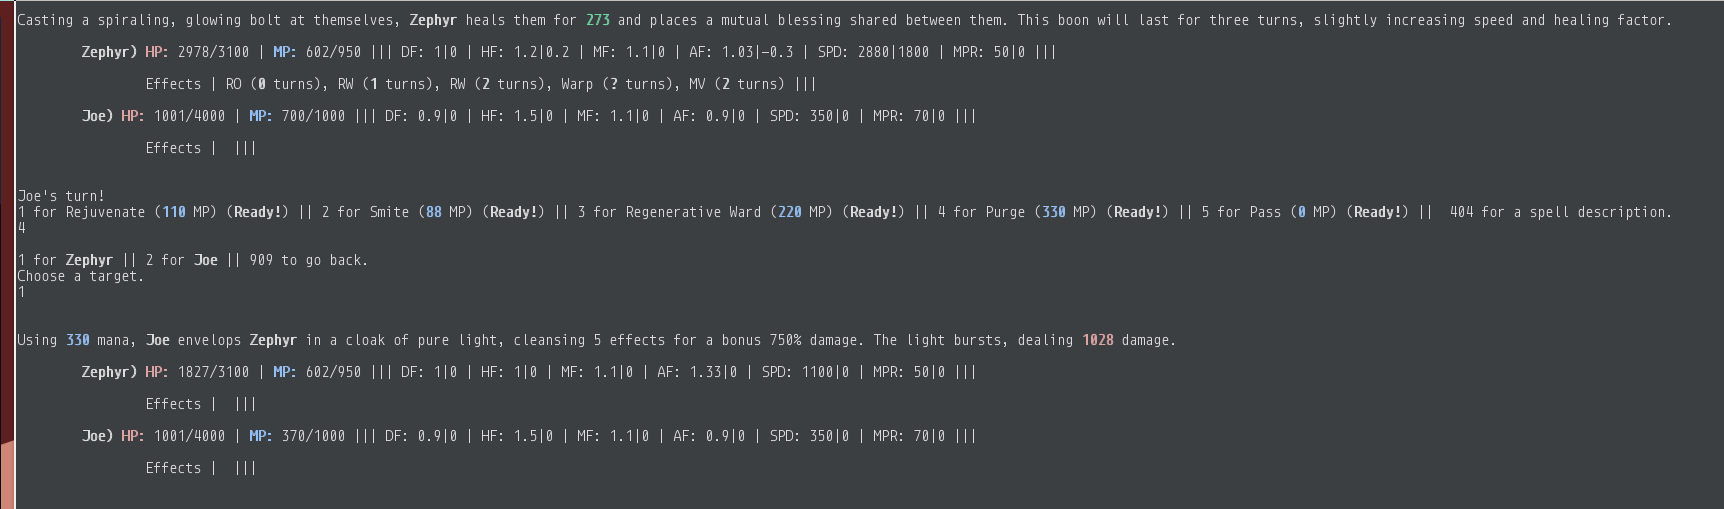 Casting a spiraling, glowing bolt at themselves, Zephyr heals them for 273 and places a mutual blessing shared between them. This boon will last for three turns, slightly increasing speed and healing factor.
Zephyr) HP: 2978/3100 | MP: 602/950 ||| DF: 1|0 | HF: 1.2|0.2 | MF: 1.1|0 | AF: 1.03|-0.3 | SPD: 2880|1800 | MPR: 50|0 |||
Effects | RO (0 turns), RW (1 turns), RW (2 turns), Warp (? turns), MV (2 turns) |||
Joe) HP: 1001/4000 | MP: 700/1000 ||| DF: 0.9|0 | HF: 1.5|0 | MF: 1.1|0 | AF: 0.9|0 | SPD: 350|0 | MPR: 70|0 |||
Effects |  |||
Joe's turn!
1 for Rejuvenate (110 MP) (Ready!) || 2 for Smite (88 MP) (Ready!) || 3 for Regenerative Ward (220 MP) (Ready!) || 4 for Purge (330 MP) (Ready!) || 5 for Pass (0 MP) (Ready!) ||  404 for a spell description.
4
1 for Zephyr || 2 for Joe || 909 to go back.
Choose a target.
1
Using 330 mana, Joe envelops Zephyr in a cloak of pure light, cleansing 5 effects for a bonus 750% damage. The light bursts, dealing 1028 damage.
Zephyr) HP: 1827/3100 | MP: 602/950 ||| DF: 1|0 | HF: 1|0 | MF: 1.1|0 | AF: 1.33|0 | SPD: 1100|0 | MPR: 50|0 |||
Effects |  |||
Joe) HP: 1001/4000 | MP: 370/1000 ||| DF: 0.9|0 | HF: 1.5|0 | MF: 1.1|0 | AF: 0.9|0 | SPD: 350|0 | MPR: 70|0 |||
Effects |  |||